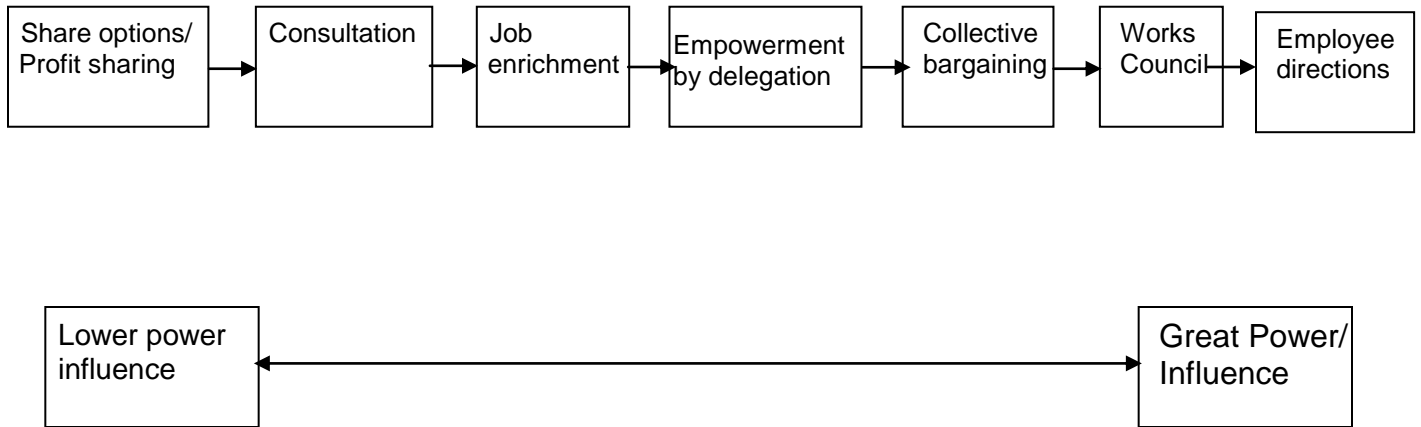 Share options/
Profit sharing
Consultation
Job
enrichment
Empowerment
by delegation
Collective
bargaining
Works
Council
Employee
directions
Lower power
influence
Great Power/
Influence